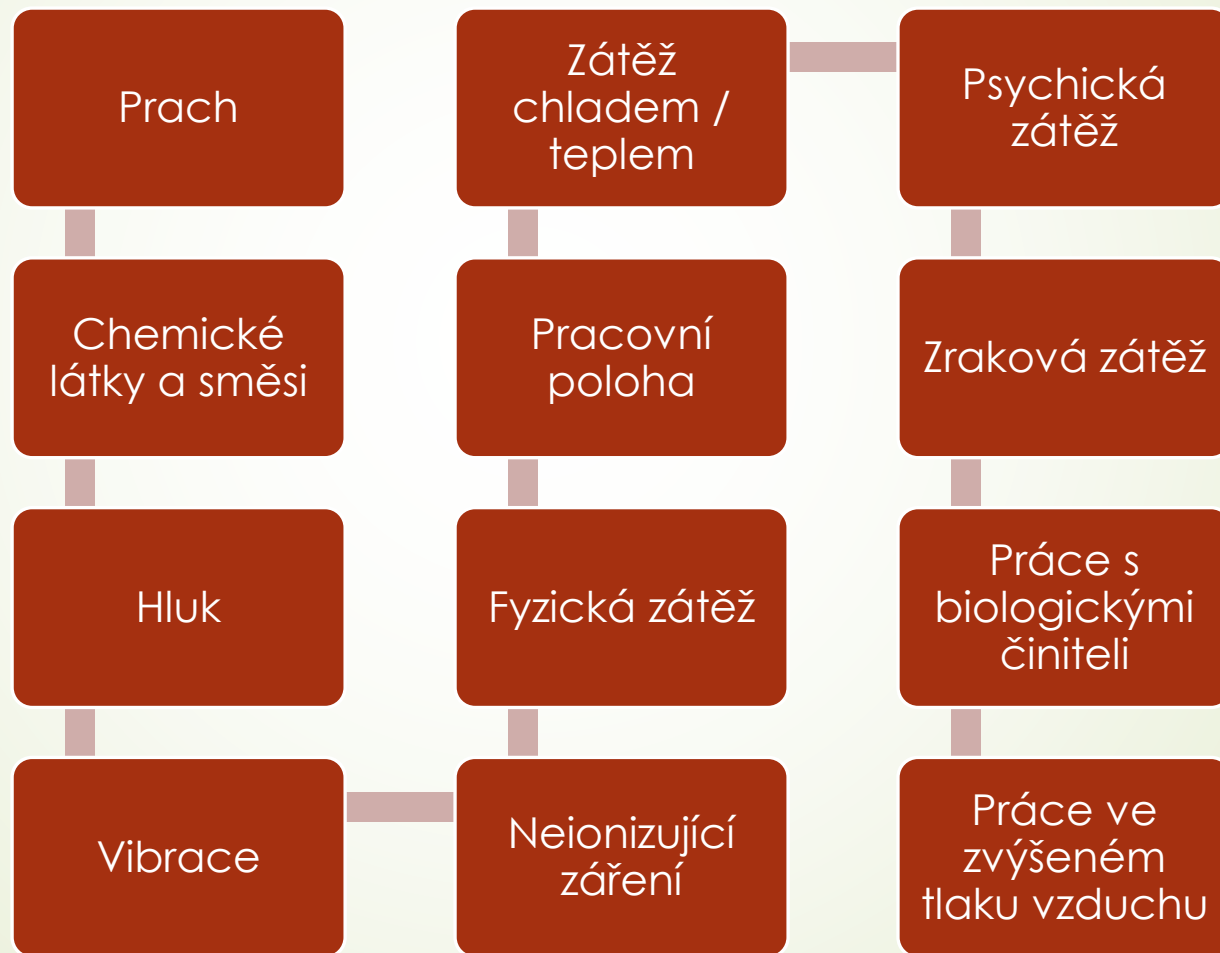 Prach
Chemické
látky a směsi
Hluk
Vibrace
Neionizující
záření
Fyzická zátěž
Pracovní
poloha
Zátěž
chladem /
teplem
Psychická
zátěž
Zraková zátěž
Práce s
biologickými
činiteli
Práce ve
zvýšeném
tlaku vzduchu